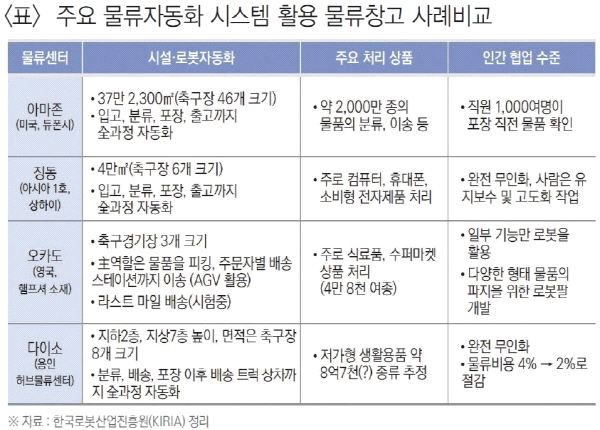 〈표〉 주요 물류자동화 시스템 활용 물류창고 사례비교
물류센터
시설·로봇자동화
주요 처리 상품
인간 협업 수준
아마존
(미국, 듀폰시)
• 37만 2,300㎡(축구장 46개 크기)
• 입고, 분류, 포장, 출고까지
全과정 자동화
• 약 2,000만 종의
물품의 분류, 이송 등
• 직원 1,000여명이
포장 직전 물품 확인
징동
(아시아 1호,
상하이)
• 4만㎡(축구장 6개 크기)
• 입고, 분류, 포장, 출고까지
全과정 자동화
• 주로 컴퓨터, 휴대폰,
소비형 전자제품 처리
• 완전 무인화, 사람은 유
지보수 및 고도화 작업
오카도
(영국,
햄프셔 소재)
• 축구경기장 3개 크기
• 主역할은 물품을 피킹, 주문자별 배송
스테이션까지 이송 (AGV 활용)
• 라스트 마일 배송(시험중)
• 주로 식료품, 수퍼마켓
상품 처리
(4만 8천 여종)
• 일부 기능만 로봇을
활용
• 다양한 형태 물품의
파지를 위한 로봇팔
개발
다이소
(용인
허브물류센터)
• 지하2층, 지상7층 높이, 면적은 축구장
8개 크기
• 분류, 배송, 포장 이후 배송 트럭 상차까
지 全과정 자동화
• 저가형 생활용품 약
8억7천(?) 종류 추정
• 완전 무인화
• 물류비용 4% → 2%로
절감
※ 자료 : 한국로봇산업진흥원(KIRIA) 정리